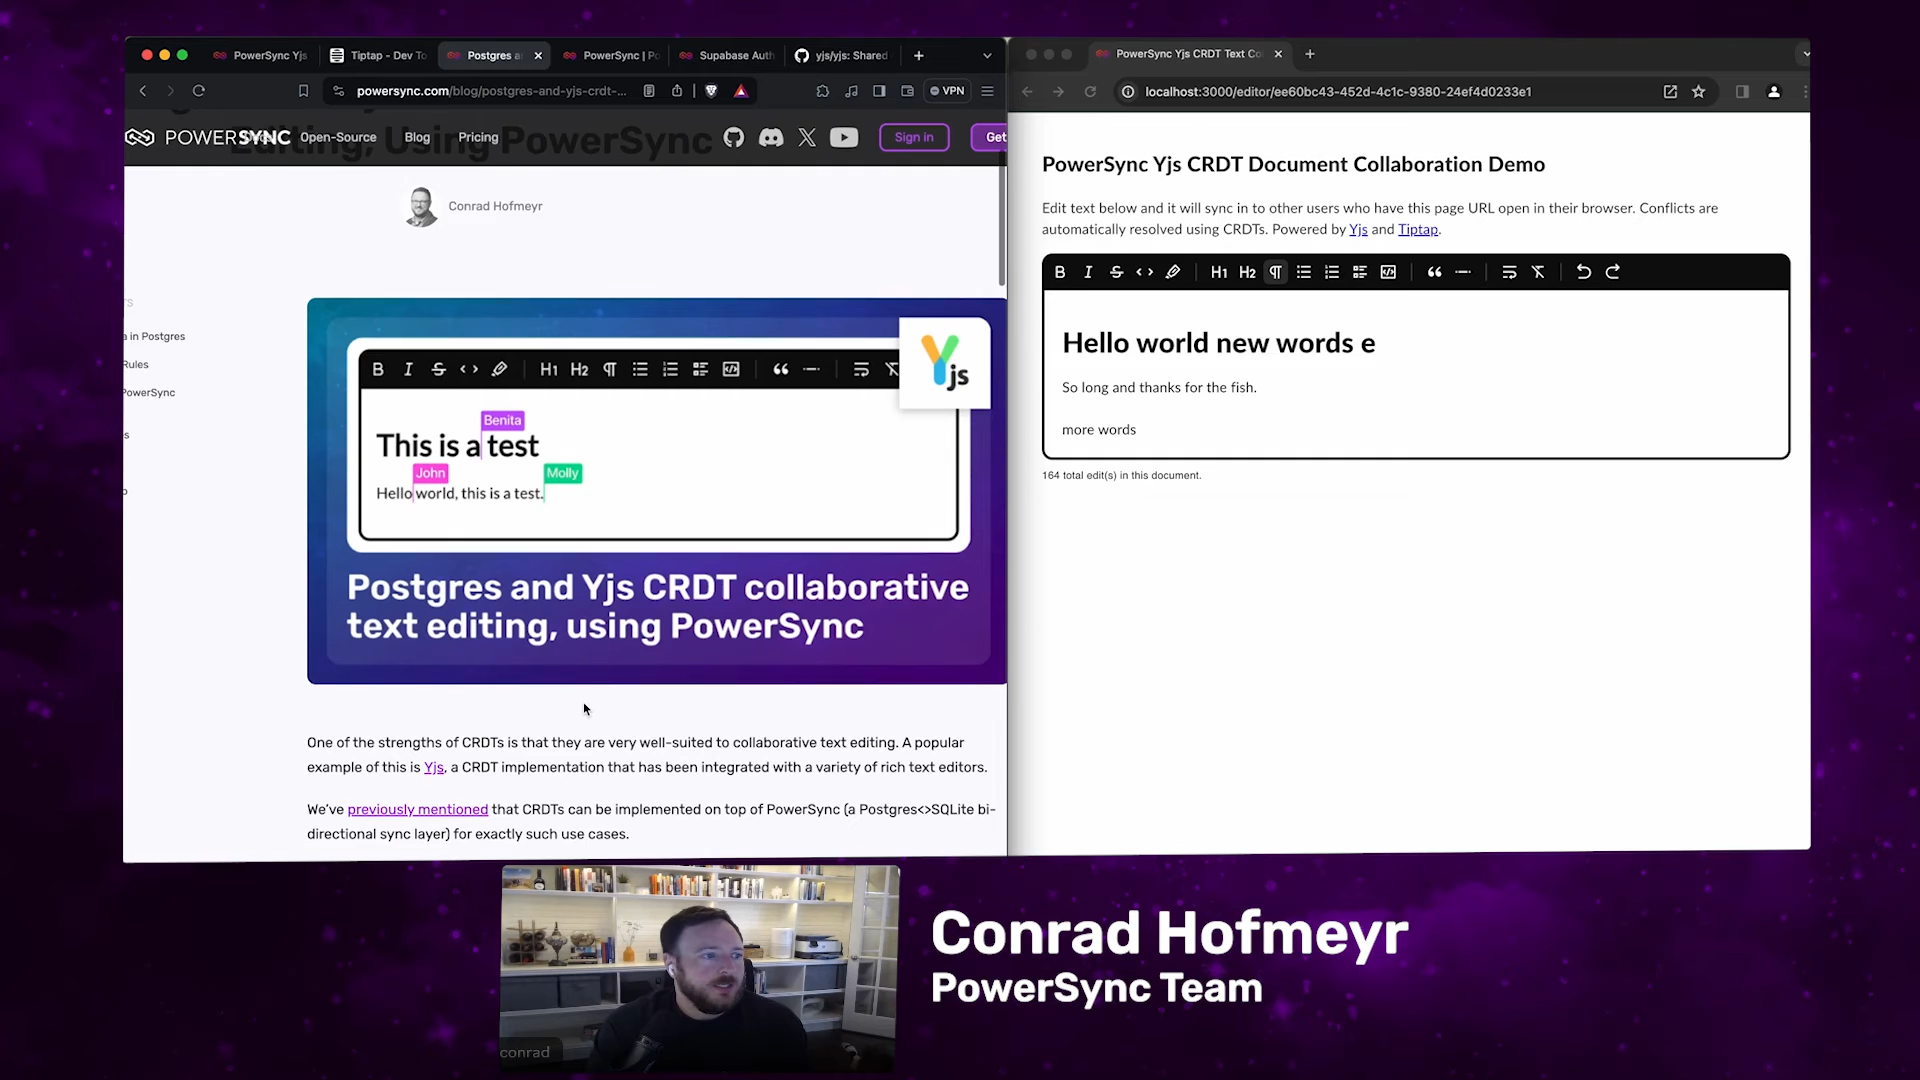 PowerSync Yjs
Tiptap - Dev To
Postgres a
PowerSync | Po
Supabase Auth
yjs/yjs: Shared
powersync.com/blog/postgres-and-yjs-crdt-...
VPN
Editing, Using PowerSync
POWERSYNC
Open-Source
Blog
Pricing
Sign in
Get
Conrad Hofmeyr
a in Postgres
Rules
PowerSync
B I S <> H1 H2
Yjs
Benita
This is a test
John
Molly
Hello world, this is a test.
Postgres and Yjs CRDT collaborative
text editing, using PowerSync
One of the strengths of CRDTs is that they are very well-suited to collaborative text editing. A popular
example of this is Yjs, a CRDT implementation that has been integrated with a variety of rich text editors.
We've previously mentioned that CRDTs can be implemented on top of PowerSync (a Postgres<>SQLite bi-
directional sync layer) for exactly such use cases.
PowerSync Yjs CRDT Text Co
localhost:3000/editor/ee60bc43-452d-4c1c-9380-24ef4d0233e1
PowerSync Yjs CRDT Document Collaboration Demo
Edit text below and it will sync in to other users who have this page URL open in their browser. Conflicts are
automatically resolved using CRDTs. Powered by Yjs and Tiptap.
B I S <> H1 H2
Hello world new words e
So long and thanks for the fish.
more words
164 total edit(s) in this document.
conrad
Conrad Hofmeyr
PowerSync Team